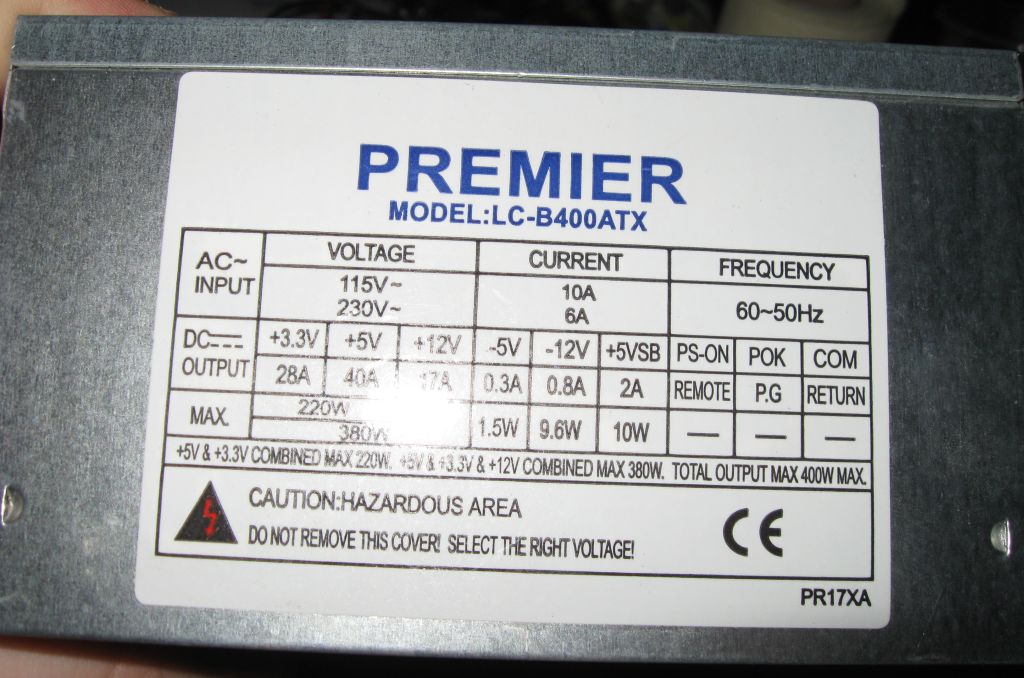 PREMIER
MODEL:LC-B400ATX
AC~ INPUT VOLTAGE CURRENT FREQUENCY
115V~ 10A 60~50Hz
230V~ 6A
DC OUTPUT +3.3V +5V +12V -5V -12V +5VSB PS-ON POK COM
28A 40A 17A 0.3A 0.8A 2A REMOTE P.G RETURN
MAX. 220W 1.5W 9.6W 10W — — —
380W
+5V & +3.3V COMBINED MAX 220W. +5V & +3.3V & +12V COMBINED MAX 380W. TOTAL OUTPUT MAX 400W MAX.
CAUTION:HAZARDOUS AREA
DO NOT REMOVE THIS COVER! SELECT THE RIGHT VOLTAGE!
CE
PR17XA